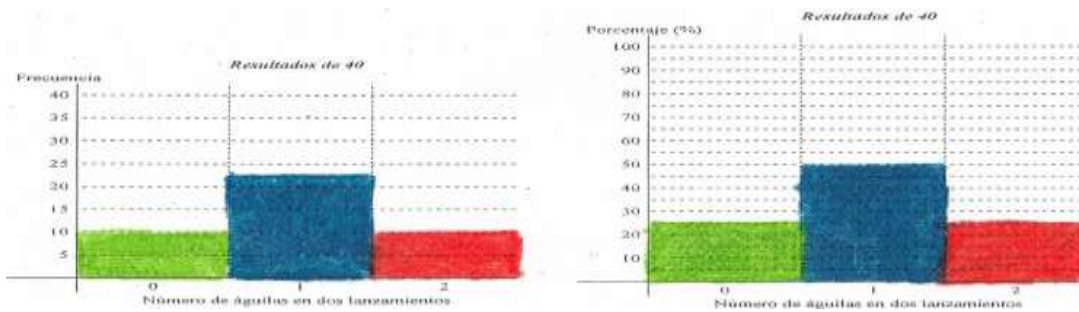 Resultados de 40
Frecuencia
40
35
30
25
20
15
10
5
0 1 2
Número de águilas en dos lanzamientos
Resultados de 40
Porcentaje (%)
100
90
80
70
60
50
40
30
20
10
0 1 2
Número de águilas en dos lanzamientos